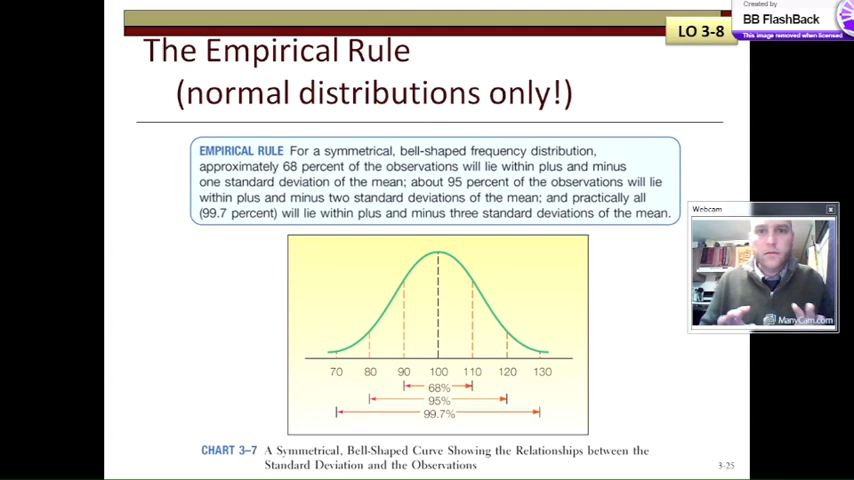 Created by
BB FlashBack
This image removed when licensed
LO 3-8
The Empirical Rule
(normal distributions only!)
EMPIRICAL RULE For a symmetrical, bell-shaped frequency distribution,
approximately 68 percent of the observations will lie within plus and minus
one standard deviation of the mean; about 95 percent of the observations will lie
within plus and minus two standard deviations of the mean; and practically all
(99.7 percent) will lie within plus and minus three standard deviations of the mean.
Webcam
ManyCam.com
70 80 90 100 110 120 130
68%
95%
99.7%
CHART 3–7 A Symmetrical, Bell-Shaped Curve Showing the Relationships between the
Standard Deviation and the Observations
3-25